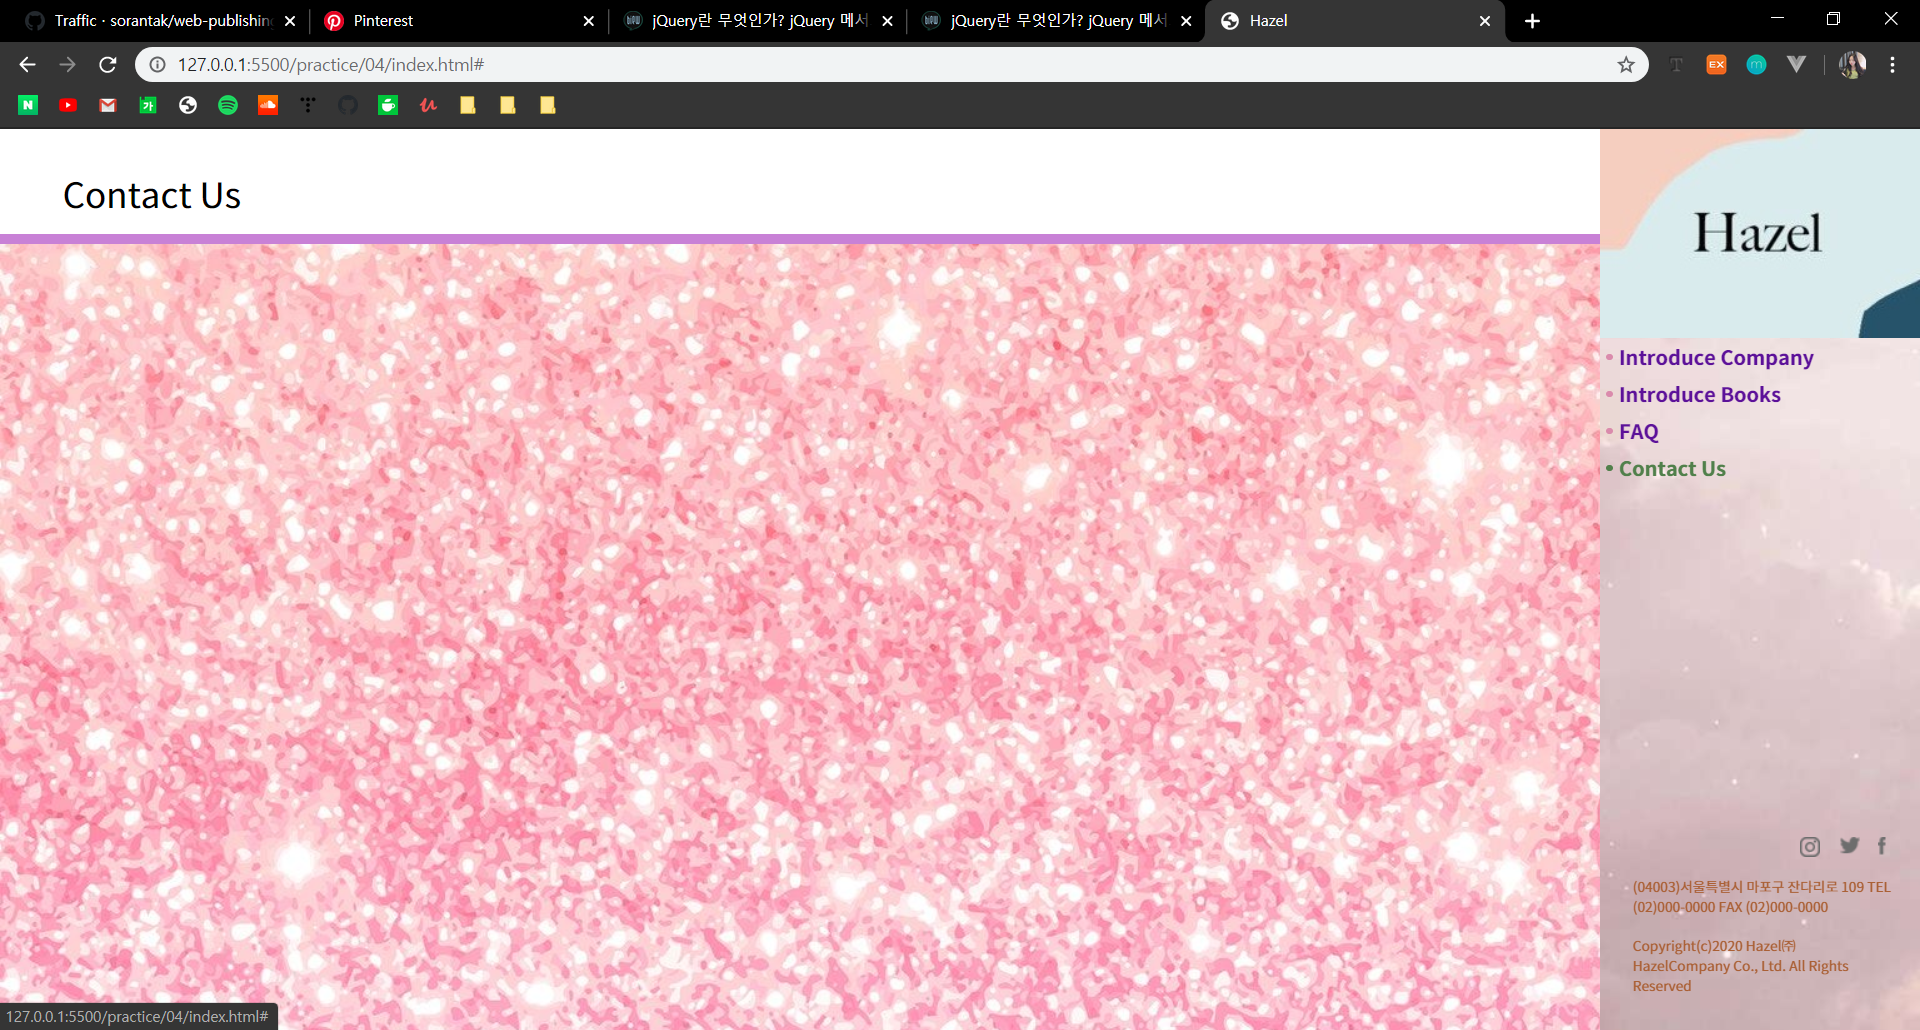 Traffic · sorantak/web-publishing
Pinterest
jQuery란 무엇인가? jQuery 메서
jQuery란 무엇인가? jQuery 메서
Hazel
127.0.0.1:5500/practice/04/index.html#
T
EX
m
N
가
Contact Us
Hazel
• Introduce Company
• Introduce Books
• FAQ
• Contact Us
(04003)서울특별시 마포구 잔다리로 109 TEL
(02)000-0000 FAX (02)000-0000
Copyright(c)2020 Hazel㈜
HazelCompany Co., Ltd. All Rights
Reserved
127.0.0.1:5500/practice/04/index.html#